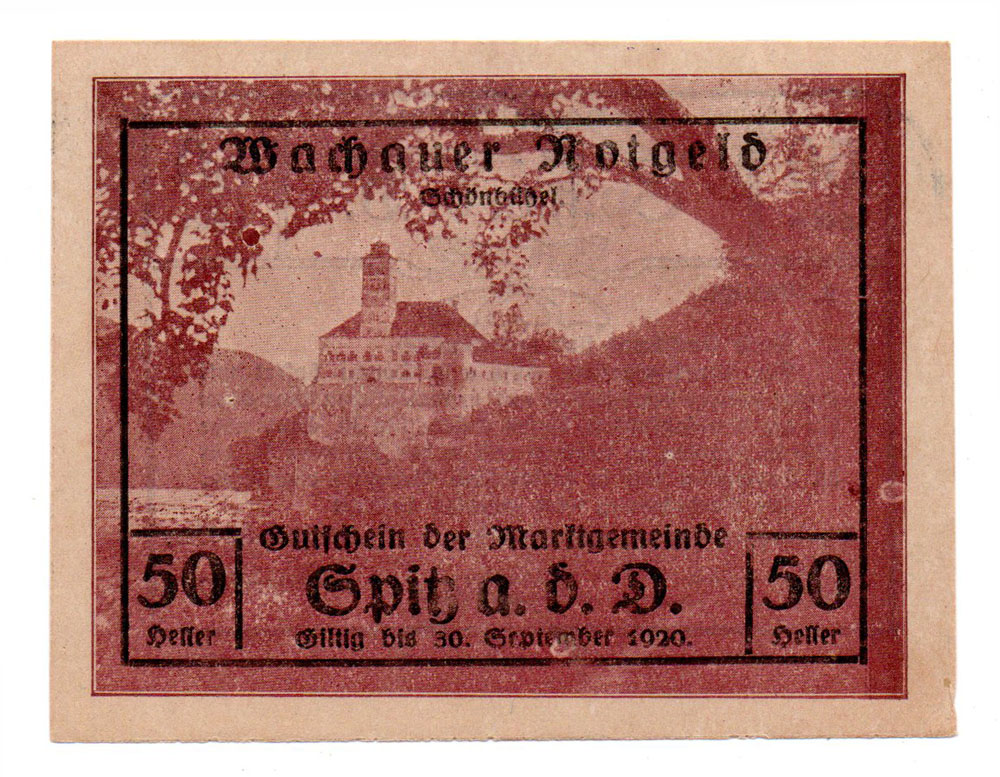 Wachauer Notgeld
Schönbühel.
Gutschein der Marktgemeinde
Spitz a. d. D.
Giltig bis 30. September 1920.
50
Heller
50
Heller